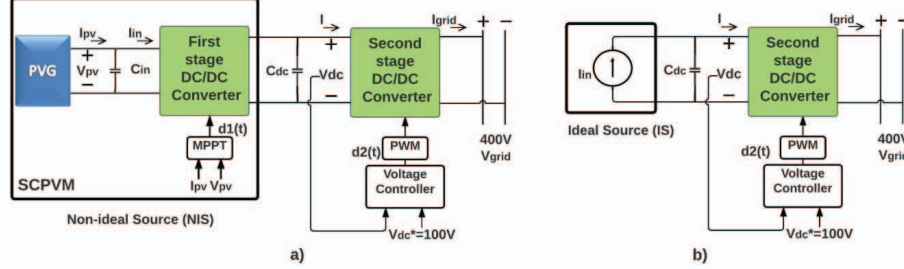 Ipv
Iin
PVG
+
Vpv
−
Cin
First
stage
DC/DC
Converter
d1(t)
MPPT
Ipv Vpv
SCPVM
Non-ideal Source (NIS)
I
+
Cdc
Vdc
−
Second
stage
DC/DC
Converter
Igrid
+ −
400V
Vgrid
d2(t)
PWM
Voltage
Controller
Vdc*=100V
a)
Iin
Ideal Source (IS)
I
+
Cdc
Vdc
−
Second
stage
DC/DC
Converter
Igrid
+ −
400V
Vgrid
d2(t)
PWM
Voltage
Controller
Vdc*=100V
b)